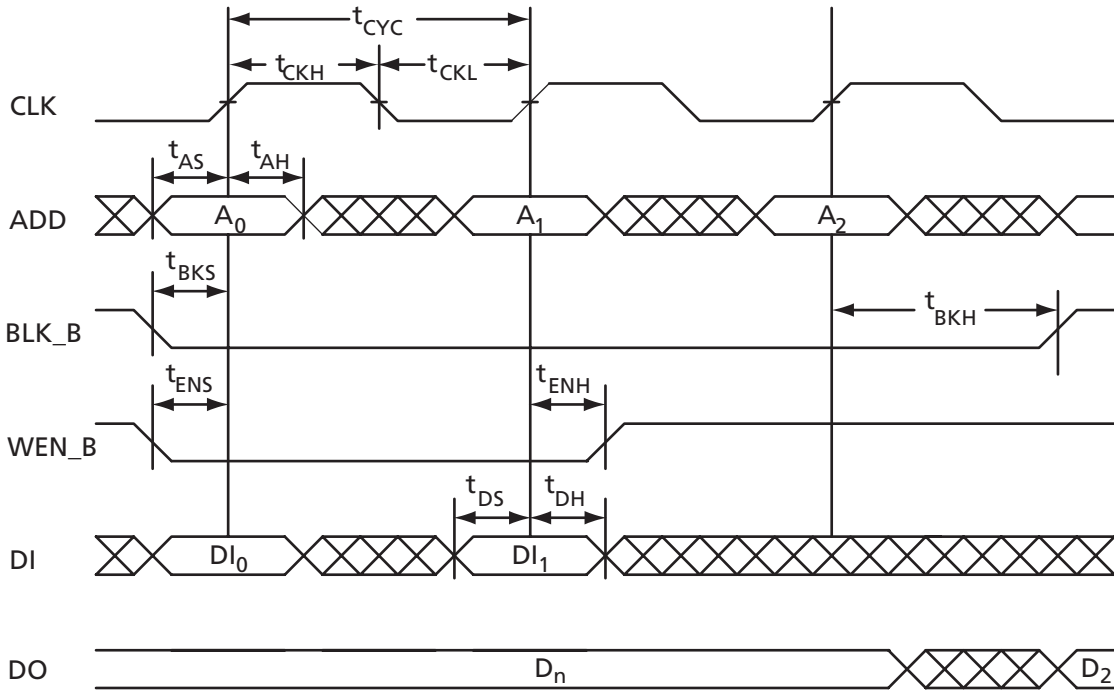 tCYC
tCKH tCKL
CLK
tAS tAH
ADD A0 A1 A2
tBKS
tBKH
BLK_B
tENS tENH
WEN_B
tDS tDH
DI DI0 DI1
DO Dn D2